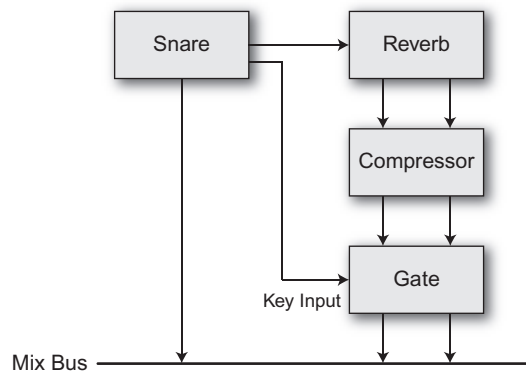 Snare
Reverb
Compressor
Gate
Key Input
Mix Bus